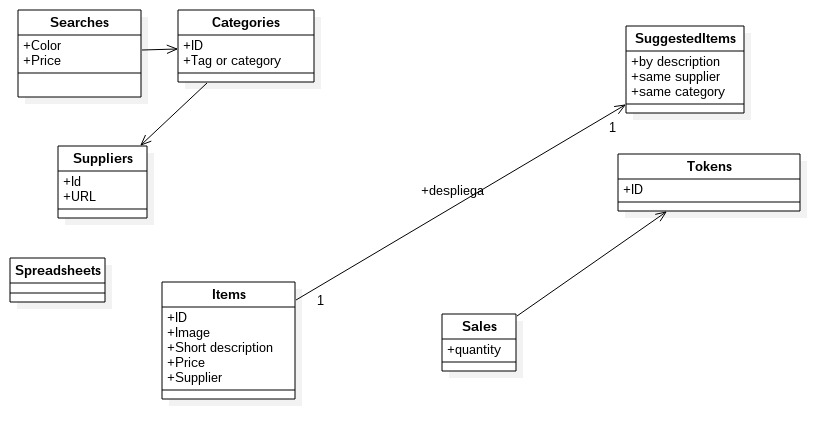 Searches
+Color
+Price
Categories
+ID
+Tag or category
SuggestedItems
+by description
+same supplier
+same category
1
Suppliers
+Id
+URL
Tokens
+ID
+despliega
Spreadsheets
Items
+ID
+Image
+Short description
+Price
+Supplier
1
Sales
+quantity